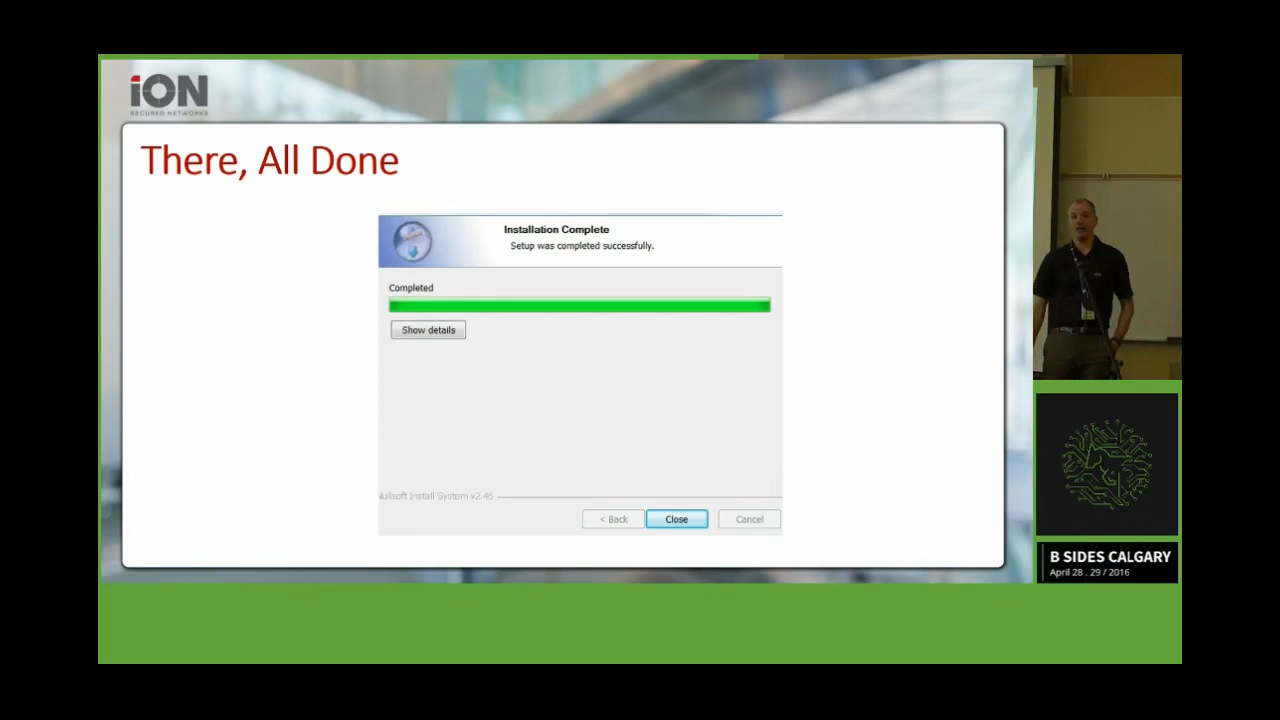 iON
SECURED NETWORKS
There, All Done
Installation Complete
Setup was completed successfully.
Completed
Show details
Nullsoft Install System v2.46
< Back
Close
Cancel
B SIDES CALGARY
April 28 . 29 / 2016